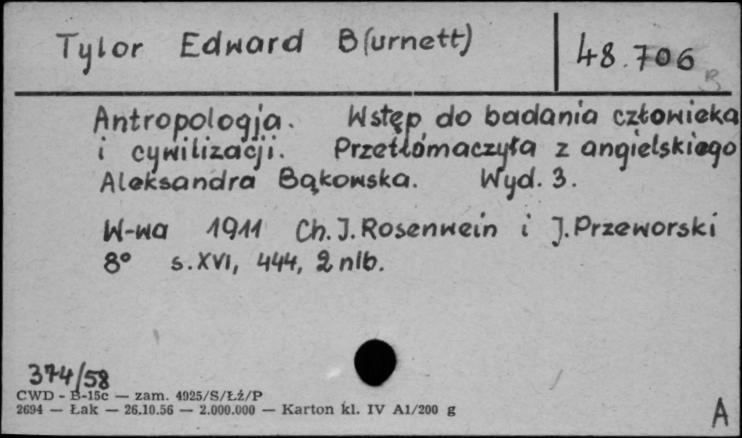 Tylor Edward B(urnett)
48.706
B
Antropologja. Wstęp do badania człowieka
i cywilizacji. Przetłómaczyła z angielskiego
Aleksandra Bąkowska. Wyd. 3.
W-wa 1911 Ch. J. Rosenwein i J. Przeworski
8° s. XVI, 444, 2 nlb.
374/58
CWD - B-15c — zam. 4925/S/Łź/P
2694 — Łak — 26.10.56 — 2.000.000 — Karton kl. IV A1/200 g
A